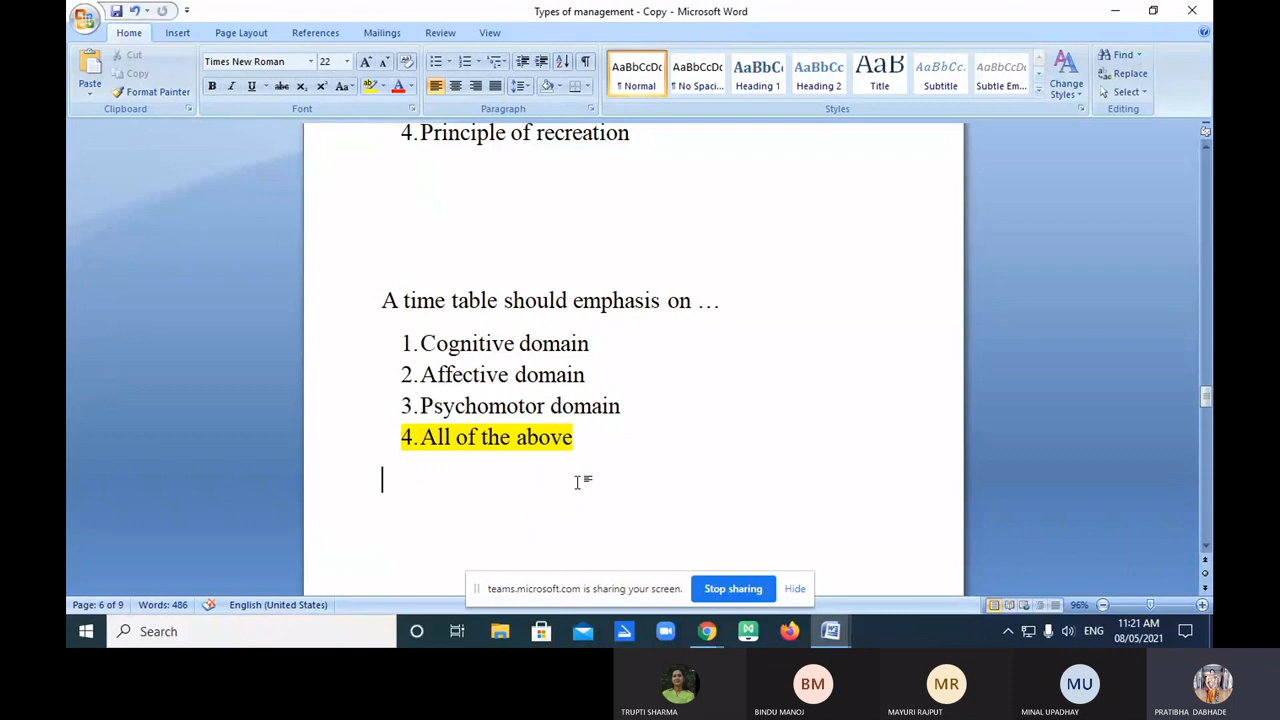 Types of management - Copy - Microsoft Word
Home Insert Page Layout References Mailings Review View
Paste
Cut
Copy
Format Painter
Clipboard
Times New Roman 22
Font
Paragraph
AaBbCcDc AaBbCcDc AaBbCc AaBbCc AaB AaBbCc. AaBbCcDc
¶ Normal ¶ No Spaci... Heading 1 Heading 2 Title Subtitle Subtle Em...
Change Styles
Styles
Find
Replace
Select
Editing
4.Principle of recreation
A time table should emphasis on …
1.Cognitive domain
2.Affective domain
3.Psychomotor domain
4.All of the above
teams.microsoft.com is sharing your screen. Stop sharing Hide
Page: 6 of 9 Words: 486 English (United States) 96%
Search
ENG
11:21 AM
08/05/2021
BM MR MU
TRUPTI SHARMA BINDU MANOJ MAYURI RAJPUT MINAL UPADHAY PRATIBHA DABHADE